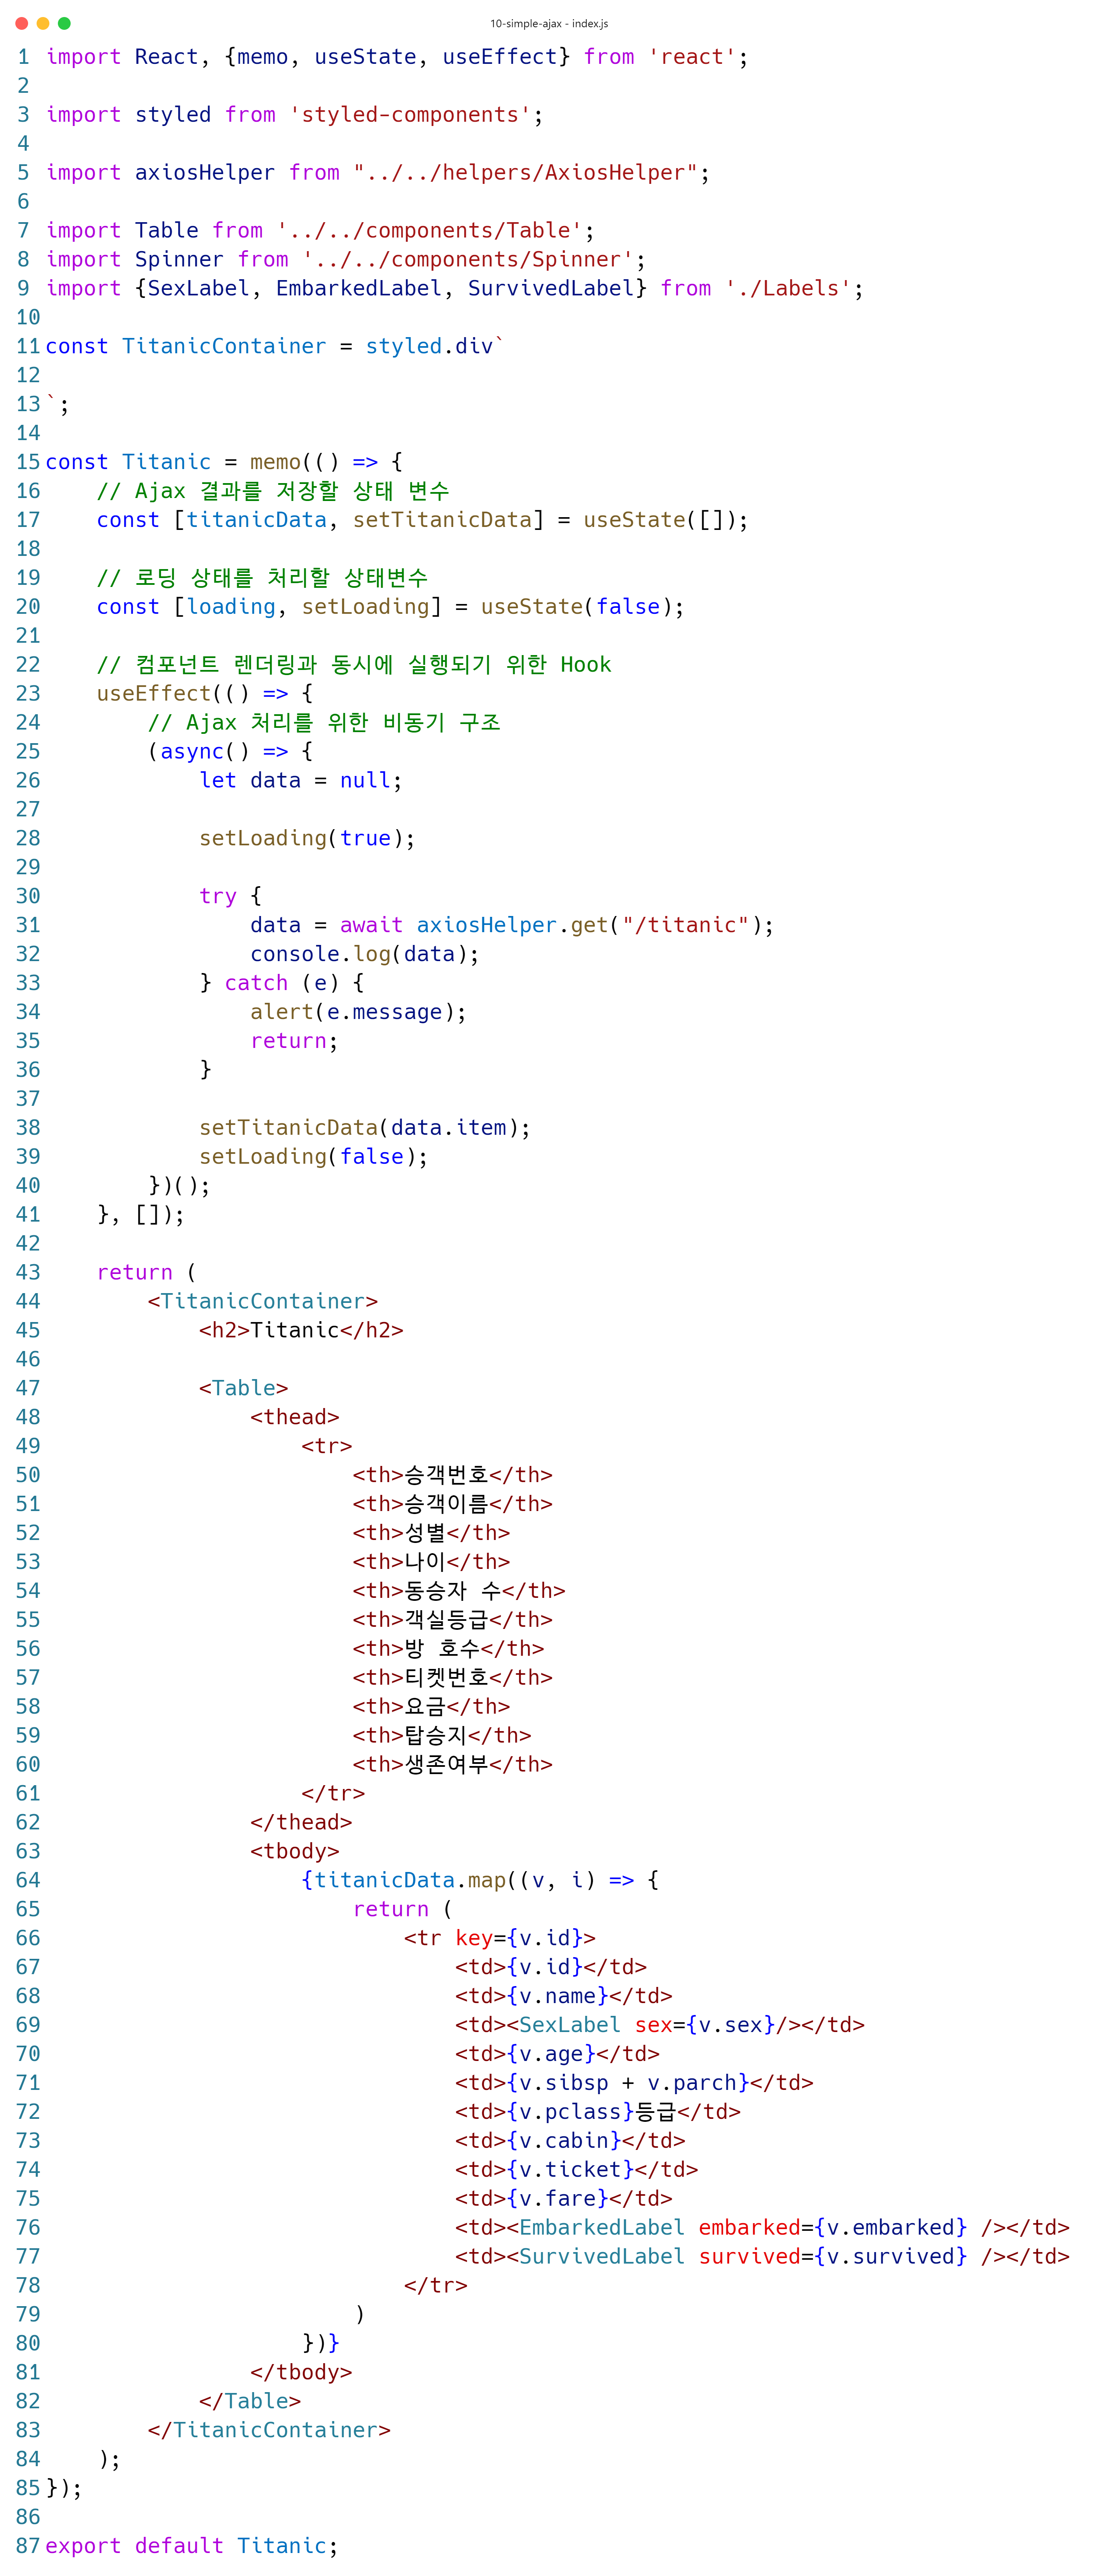 10-simple-ajax - index.js
1 import React, {memo, useState, useEffect} from 'react';
2
3 import styled from 'styled-components';
4
5 import axiosHelper from "../../helpers/AxiosHelper";
6
7 import Table from '../../components/Table';
8 import Spinner from '../../components/Spinner';
9 import {SexLabel, EmbarkedLabel, SurvivedLabel} from './Labels';
10
11 const TitanicContainer = styled.div`
12
13 `;
14
15 const Titanic = memo(() => {
16     // Ajax 결과를 저장할 상태 변수
17     const [titanicData, setTitanicData] = useState([]);
18
19     // 로딩 상태를 처리할 상태변수
20     const [loading, setLoading] = useState(false);
21
22     // 컴포넌트 렌더링과 동시에 실행되기 위한 Hook
23     useEffect(() => {
24         // Ajax 처리를 위한 비동기 구조
25         (async() => {
26             let data = null;
27
28             setLoading(true);
29
30             try {
31                 data = await axiosHelper.get("/titanic");
32                 console.log(data);
33             } catch (e) {
34                 alert(e.message);
35                 return;
36             }
37
38             setTitanicData(data.item);
39             setLoading(false);
40         })();
41     }, []);
42
43     return (
44         <TitanicContainer>
45             <h2>Titanic</h2>
46
47             <Table>
48                 <thead>
49                     <tr>
50                         <th>승객번호</th>
51                         <th>승객이름</th>
52                         <th>성별</th>
53                         <th>나이</th>
54                         <th>동승자 수</th>
55                         <th>객실등급</th>
56                         <th>방 호수</th>
57                         <th>티켓번호</th>
58                         <th>요금</th>
59                         <th>탑승지</th>
60                         <th>생존여부</th>
61                     </tr>
62                 </thead>
63                 <tbody>
64                     {titanicData.map((v, i) => {
65                         return (
66                             <tr key={v.id}>
67                                 <td>{v.id}</td>
68                                 <td>{v.name}</td>
69                                 <td><SexLabel sex={v.sex}/></td>
70                                 <td>{v.age}</td>
71                                 <td>{v.sibsp + v.parch}</td>
72                                 <td>{v.pclass}등급</td>
73                                 <td>{v.cabin}</td>
74                                 <td>{v.ticket}</td>
75                                 <td>{v.fare}</td>
76                                 <td><EmbarkedLabel embarked={v.embarked} /></td>
77                                 <td><SurvivedLabel survived={v.survived} /></td>
78                             </tr>
79                         )
80                     })}
81                 </tbody>
82             </Table>
83         </TitanicContainer>
84     );
85 });
86
87 export default Titanic;